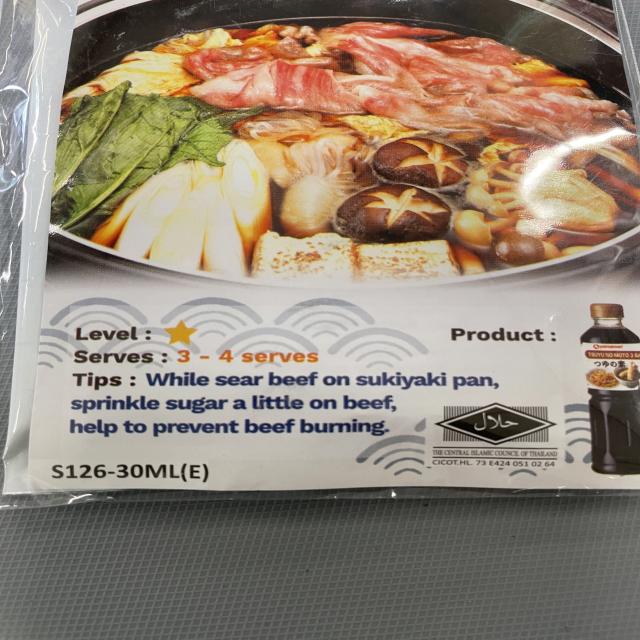 Level :
Serves : 3 - 4 serves
Tips : While sear beef on sukiyaki pan,
sprinkle sugar a little on beef,
help to prevent beef burning.
Product :
TSUYU NO MOTO 3 BA
つゆの素
حلال
THE CENTRAL ISLAMIC COUNCIL OF THAILAND
CICOT.HL. 73 E424 051 02 64
S126-30ML(E)